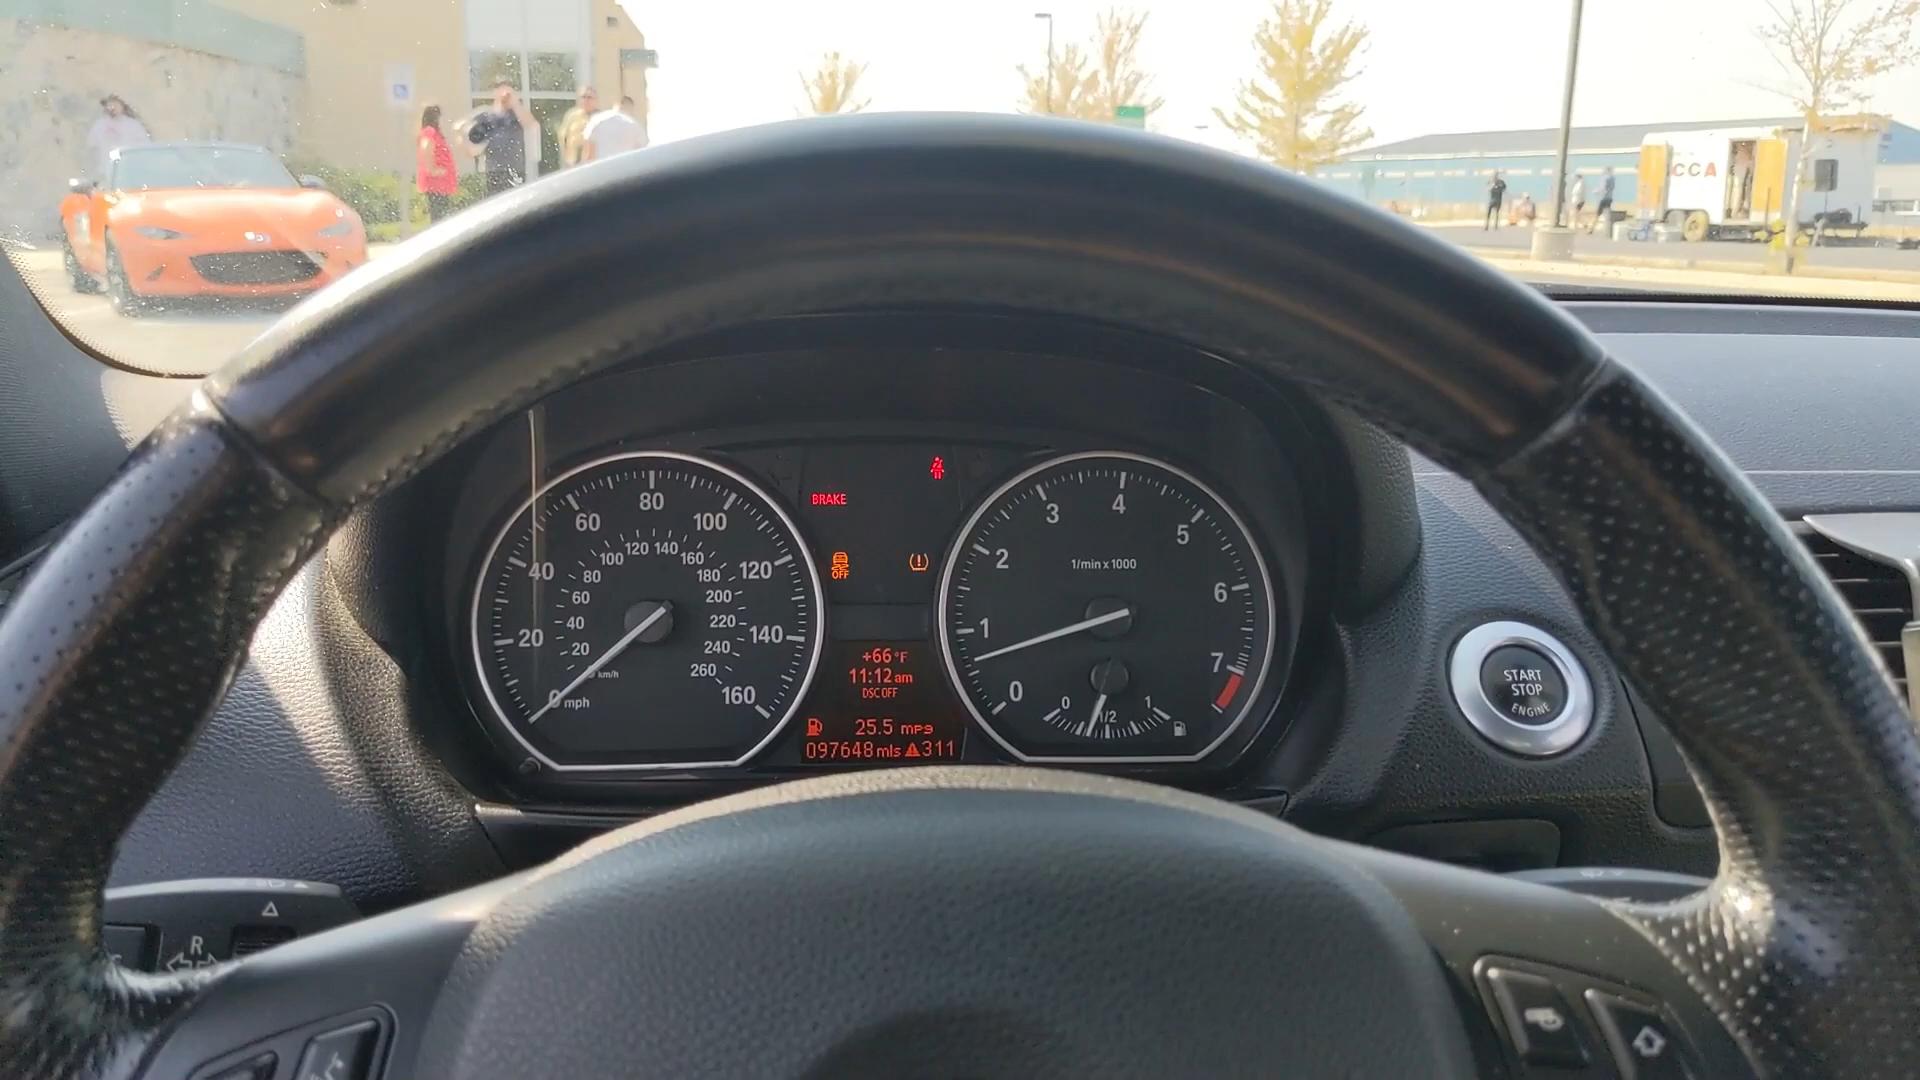 CCA
80
60
100
40
120
20
140
0 mph
160
120
140
100
160
80
180
60
200
40
220
20
240
km/h
260
BRAKE
OFF
+66°F
11:12am
DSC OFF
25.5 mpg
097648mls 311
4
3
5
2
1/min x 1000
6
1
7
0
0
1/2
1
START
STOP
ENGINE
R